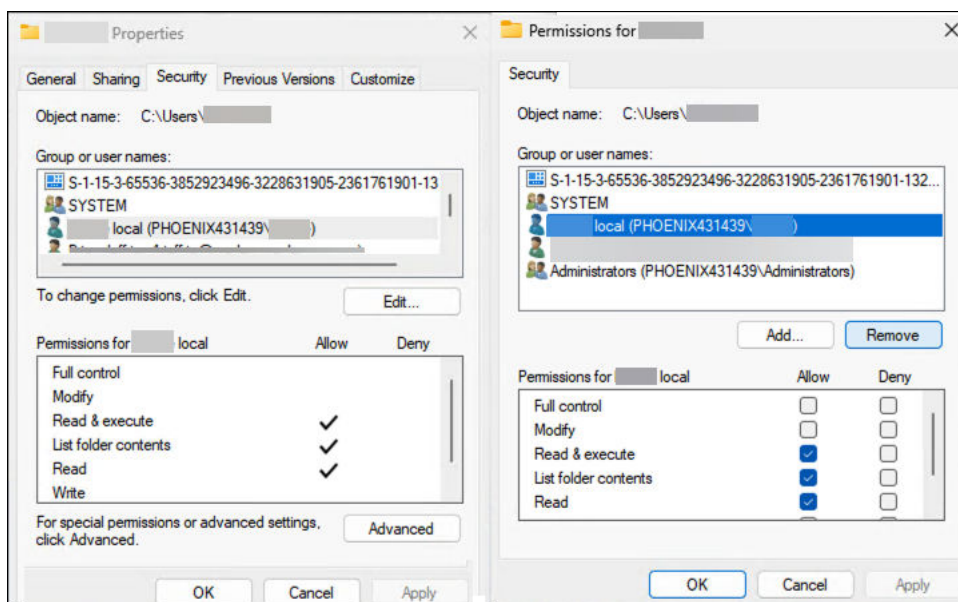 Properties
General Sharing Security Previous Versions Customize
Object name: C:\Users\
Group or user names:
S-1-15-3-65536-3852923496-3228631905-2361761901-13
SYSTEM
local (PHOENIX431439\ )
To change permissions, click Edit.
Edit...
Permissions for local Allow Deny
Full control
Modify
Read & execute
List folder contents
Read
Write
For special permissions or advanced settings,
click Advanced.
Advanced
OK Cancel Apply
Permissions for
Security
Object name: C:\Users\
Group or user names:
S-1-15-3-65536-3852923496-3228631905-2361761901-132...
SYSTEM
local (PHOENIX431439\ )
Administrators (PHOENIX431439\Administrators)
Add... Remove
Permissions for local Allow Deny
Full control
Modify
Read & execute
List folder contents
Read
OK Cancel Apply